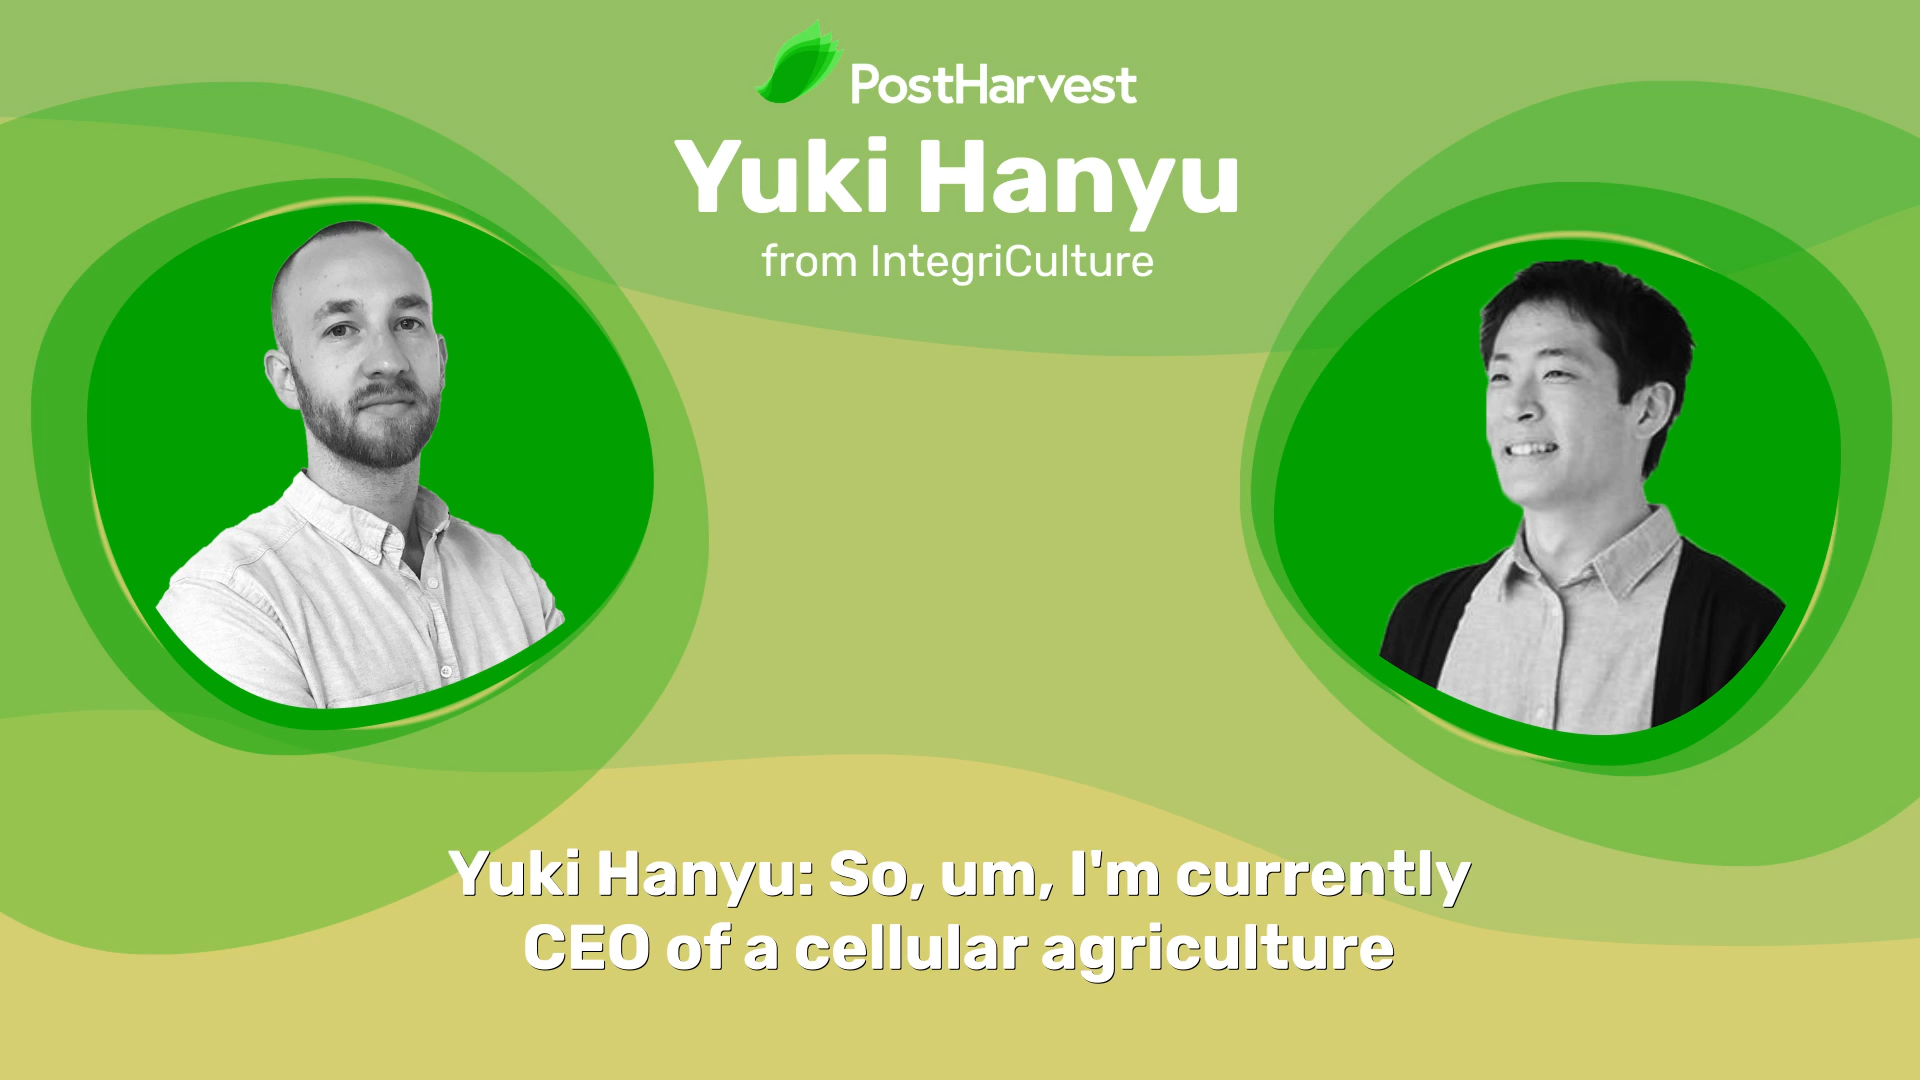 PostHarvest
Yuki Hanyu
from IntegriCulture
Yuki Hanyu: So, um, I'm currently
CEO of a cellular agriculture